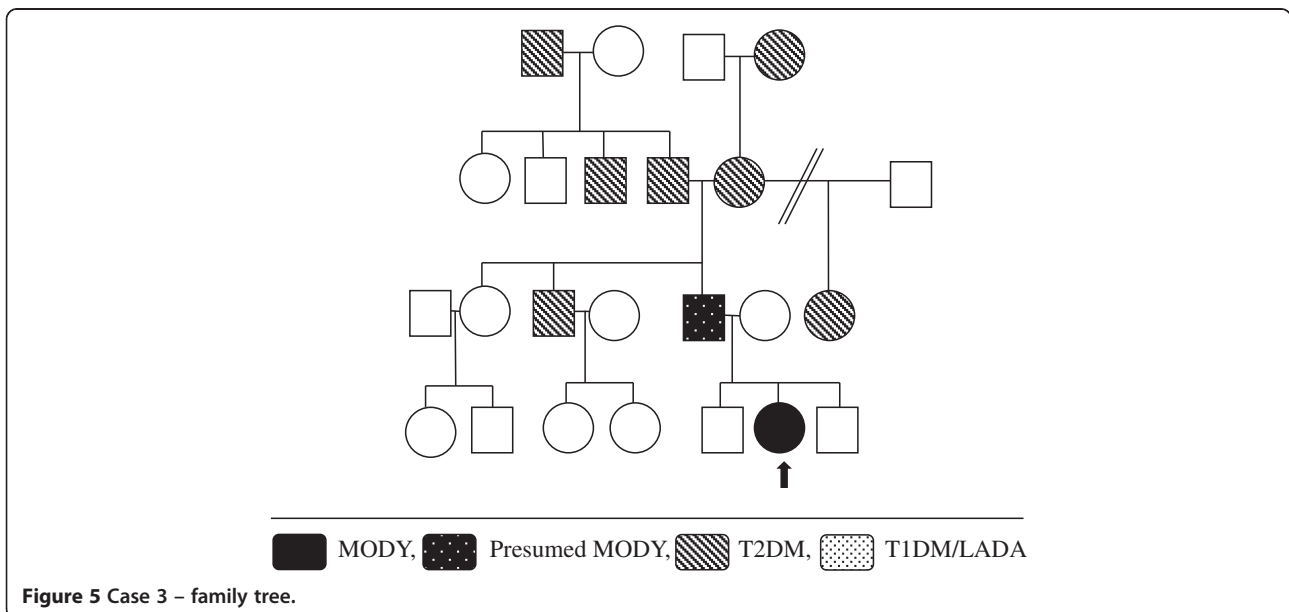 MODY, Presumed MODY, T2DM, T1DM/LADA
Figure 5 Case 3 – family tree.